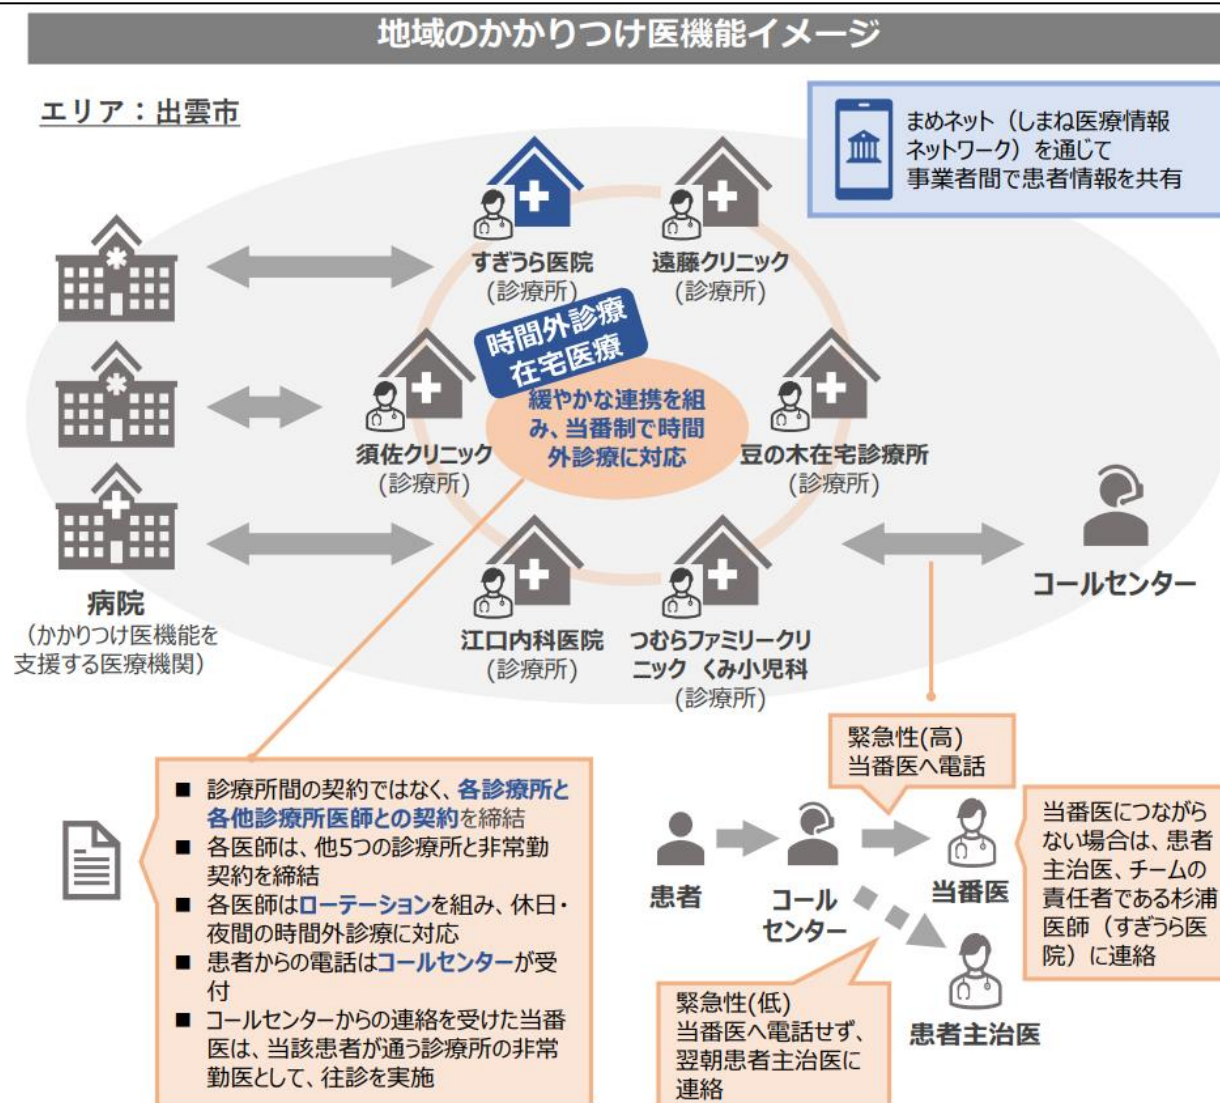 地域のかかりつけ医機能イメージ
エリア：出雲市
まめネット（しまね医療情報
ネットワーク）を通じて
事業者間で患者情報を共有
すぎうら医院
(診療所)
遠藤クリニック
(診療所)
時間外診療
在宅医療
緩やかな連携を組
み、当番制で時間
外診療に対応
須佐クリニック
(診療所)
豆の木在宅診療所
(診療所)
江口内科医院
(診療所)
つむらファミリークリ
ニック くみ小児科
(診療所)
コールセンター
病院
（かかりつけ医機能を
支援する医療機関）
■ 診療所間の契約ではなく、各診療所と
各他診療所医師との契約を締結
■ 各医師は、他5つの診療所と非常勤
契約を締結
■ 各医師はローテーションを組み、休日・
夜間の時間外診療に対応
■ 患者からの電話はコールセンターが受
付
■ コールセンターからの連絡を受けた当番
医は、当該患者が通う診療所の非常
勤医として、往診を実施
緊急性(高)
当番医へ電話
患者
コール
センター
当番医
患者主治医
当番医につながら
ない場合は、患者
主治医、チームの
責任者である杉浦
医師（すぎうら医
院）に連絡
緊急性(低)
当番医へ電話せず、
翌朝患者主治医に
連絡